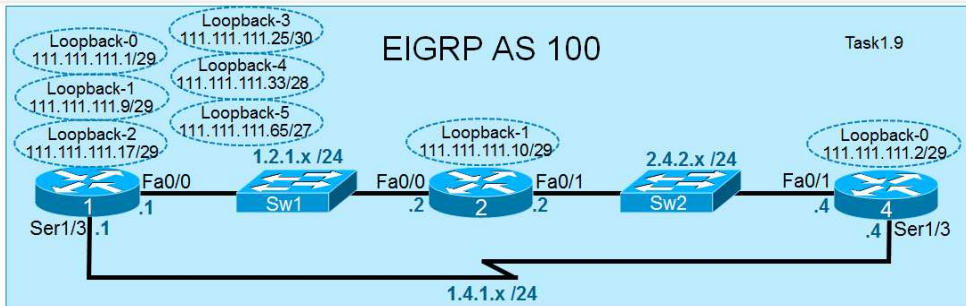 EIGRP AS 100
Task1.9
Loopback-0
111.111.111.1/29
Loopback-1
111.111.111.9/29
Loopback-2
111.111.111.17/29
Loopback-3
111.111.111.25/30
Loopback-4
111.111.111.33/28
Loopback-5
111.111.111.65/27
Loopback-1
111.111.111.10/29
Loopback-0
111.111.111.2/29
1.2.1.x /24
2.4.2.x /24
1
Fa0/0
.1
Sw1
Fa0/0
.2
2
Fa0/1
.2
Sw2
Fa0/1
.4
4
Ser1/3
.1
.4
Ser1/3
1.4.1.x /24